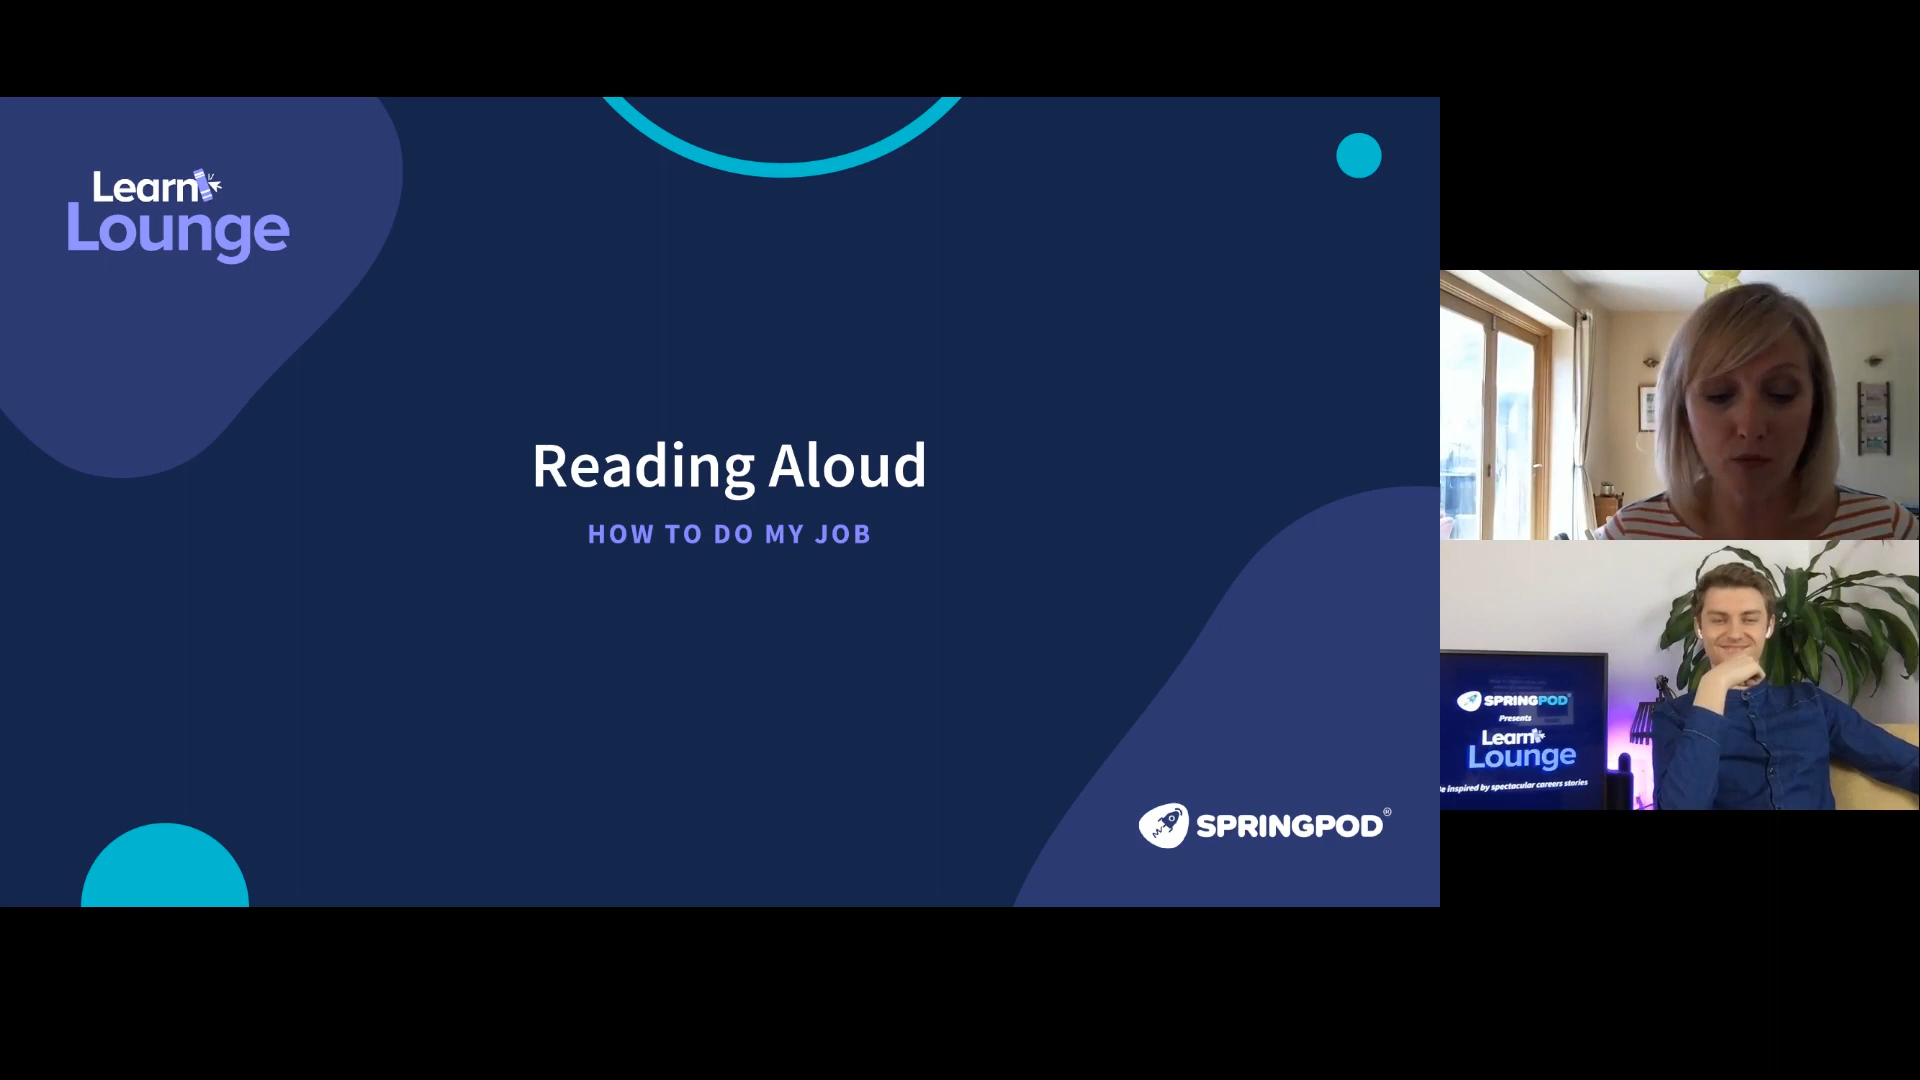 Learn
Lounge
Reading Aloud
HOW TO DO MY JOB
SPRINGPOD®
SPRINGPOD
Presents
Learn
Lounge
inspired by spectacular careers stories